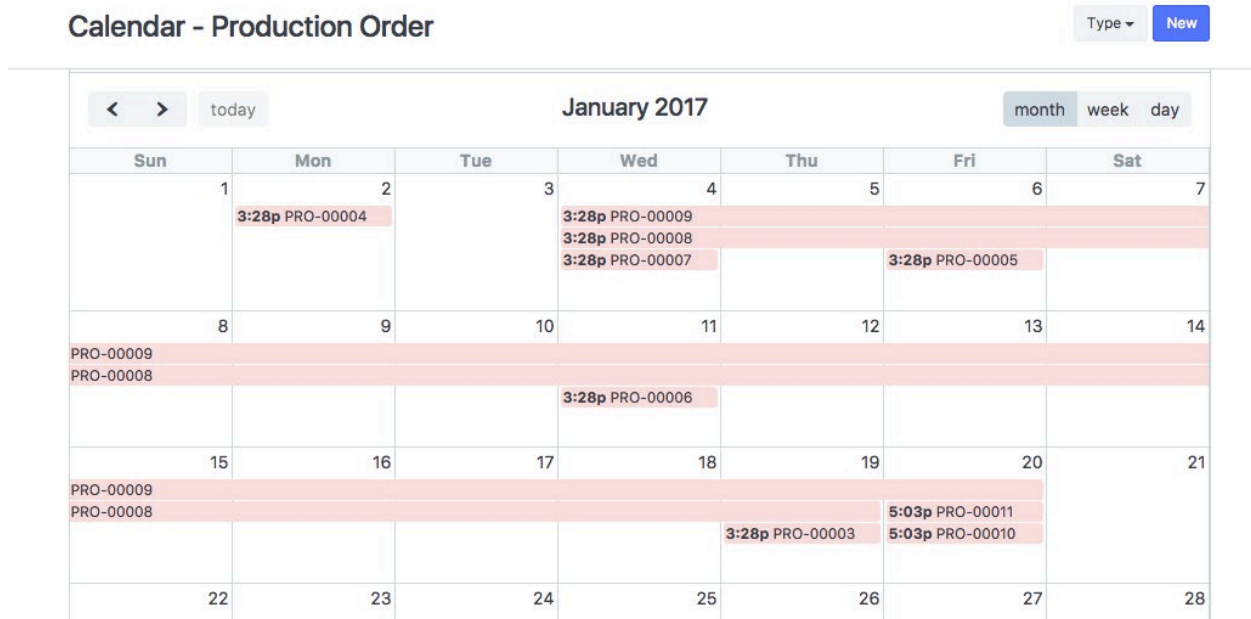 Calendar - Production Order
Type
New
today
January 2017
month week day
Sun Mon Tue Wed Thu Fri Sat
1 2 3 4 5 6 7
3:28p PRO-00004 3:28p PRO-00009
3:28p PRO-00008
3:28p PRO-00007 3:28p PRO-00005
8 9 10 11 12 13 14
PRO-00009
PRO-00008
3:28p PRO-00006
15 16 17 18 19 20 21
PRO-00009
PRO-00008 5:03p PRO-00011
3:28p PRO-00003 5:03p PRO-00010
22 23 24 25 26 27 28